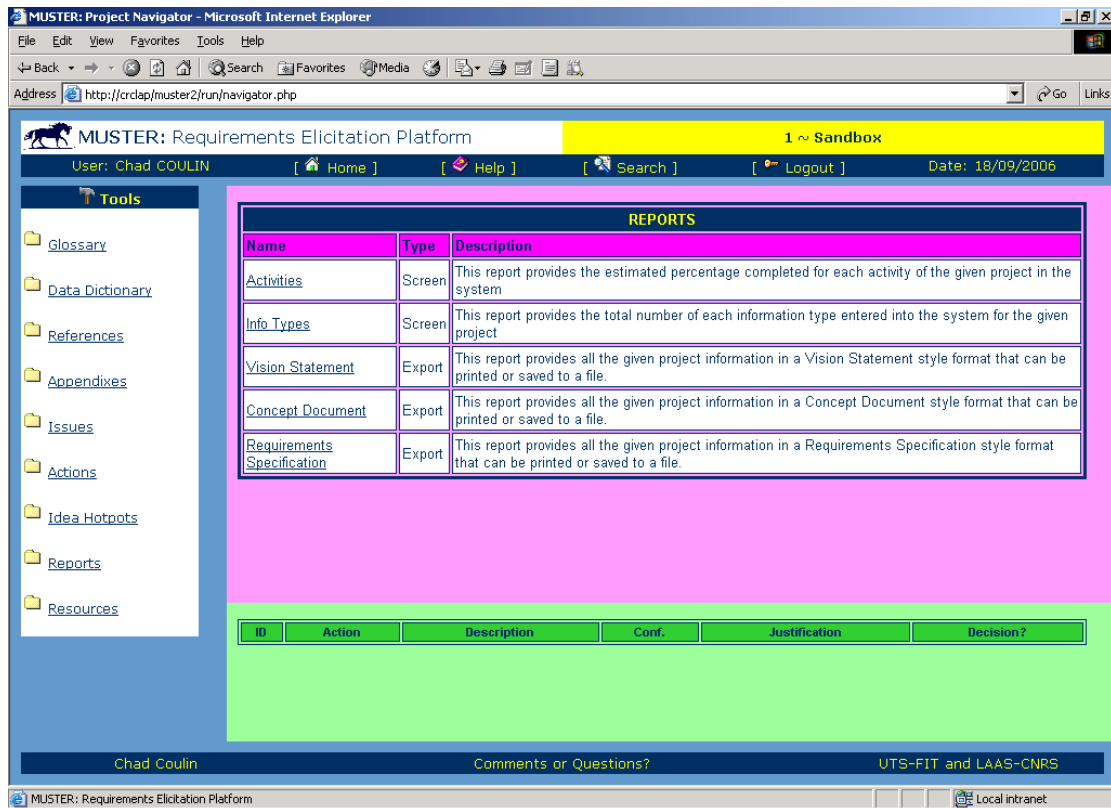 MUSTER: Project Navigator - Microsoft Internet Explorer
File Edit View Favorites Tools Help
Back Search Favorites Media
Address http://crclap/muster2/run/navigator.php Go Links
MUSTER: Requirements Elicitation Platform
1 ~ Sandbox
User: Chad COULIN [ Home ] [ Help ] [ Search ] [ Logout ] Date: 18/09/2006
Tools
Glossary
Data Dictionary
References
Appendixes
Issues
Actions
Idea Hotpots
Reports
Resources
REPORTS
Name Type Description
Activities Screen This report provides the estimated percentage completed for each activity of the given project in the
system
Info Types Screen This report provides the total number of each information type entered into the system for the given
project
Vision Statement Export This report provides all the given project information in a Vision Statement style format that can be
printed or saved to a file.
Concept Document Export This report provides all the given project information in a Concept Document style format that can be
printed or saved to a file.
Requirements
Specification Export This report provides all the given project information in a Requirements Specification style format
that can be printed or saved to a file.
ID Action Description Conf. Justification Decision?
Chad Coulin Comments or Questions? UTS-FIT and LAAS-CNRS
MUSTER: Requirements Elicitation Platform Local intranet